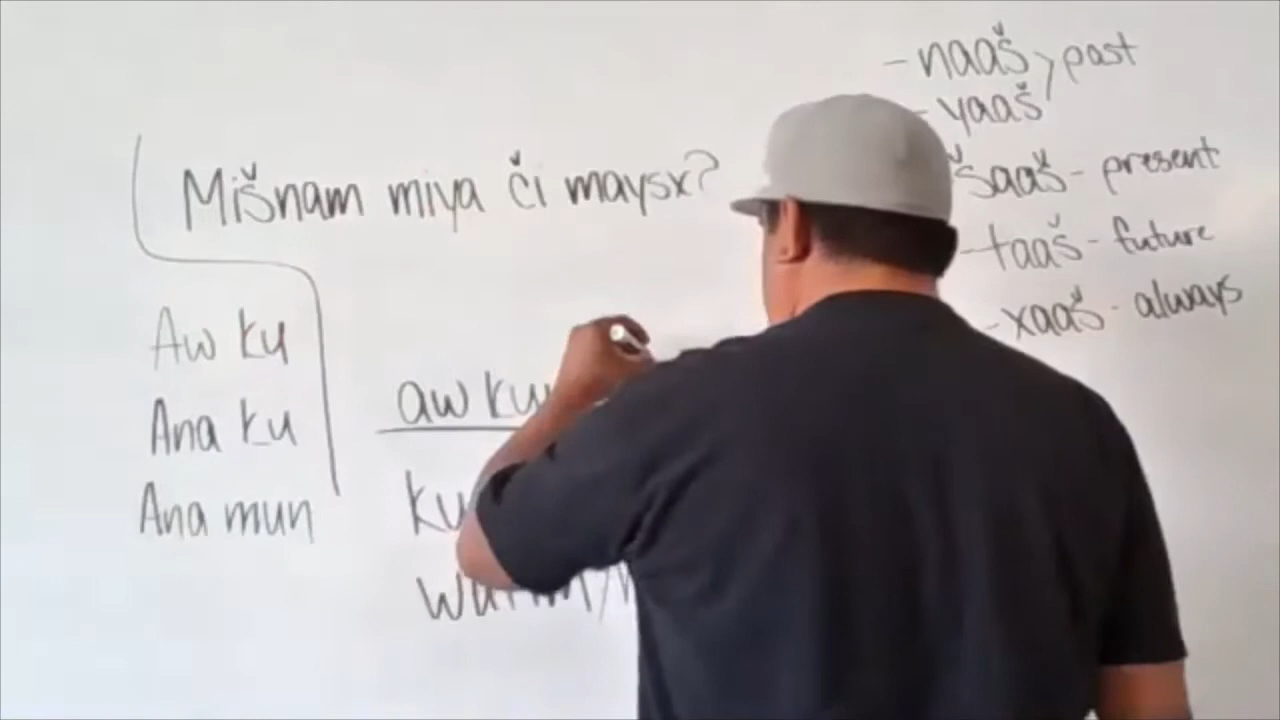 -naaš > past
-yaaš
Mišnam miya či maysx?
šaaš- present
-taaš- future
-xaaš- always
Aw ku
aw ku
Ana ku
Ana mun
ku